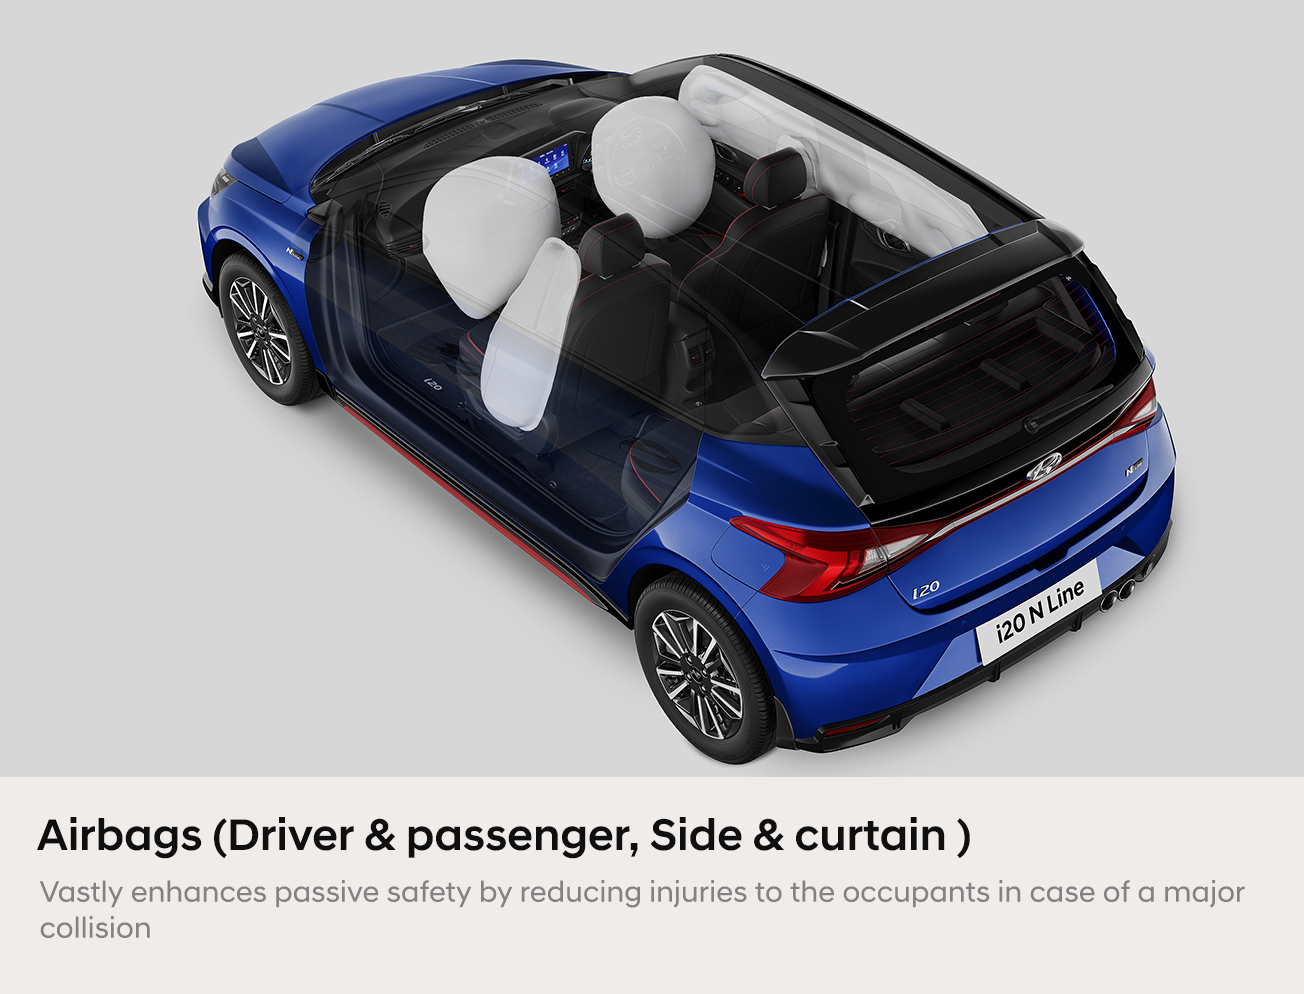 i20
N Line
i20
i20 N Line
Airbags (Driver & passenger, Side & curtain )
Vastly enhances passive safety by reducing injuries to the occupants in case of a major
collision